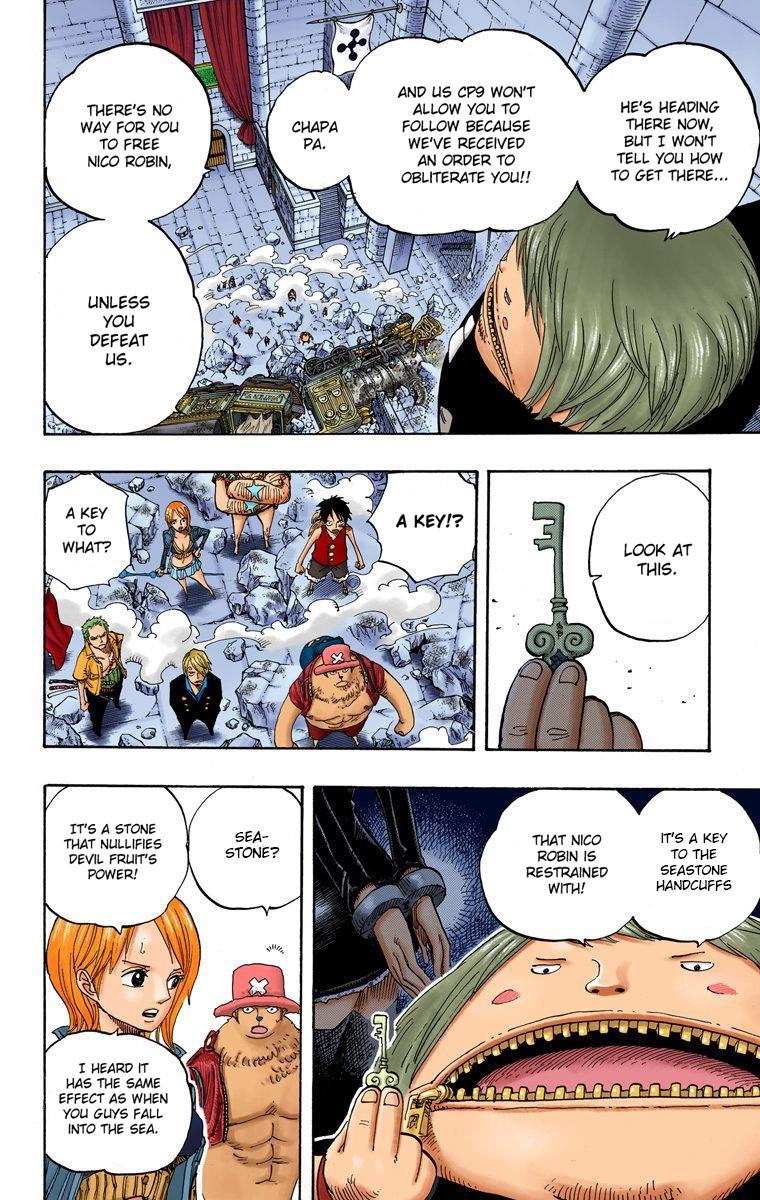 HE'S HEADING
THERE NOW,
BUT I WON'T
TELL YOU HOW
TO GET THERE...
AND US CP9 WON'T
ALLOW YOU TO
FOLLOW BECAUSE
WE'VE RECEIVED
AN ORDER TO
OBLITERATE YOU!!
CHAPA
PA.
THERE'S NO
WAY FOR YOU
TO FREE
NICO ROBIN,
UNLESS
YOU
DEFEAT
US.
LOOK AT
THIS.
A KEY!?
A KEY
TO
WHAT?
IT'S A KEY
TO THE
SEASTONE
HANDCUFFS
THAT NICO
ROBIN IS
RESTRAINED
WITH!
SEA-
STONE?
IT'S A STONE
THAT NULLIFIES
DEVIL FRUIT'S
POWER!
I HEARD IT
HAS THE SAME
EFFECT AS WHEN
YOU GUYS FALL
INTO THE SEA.